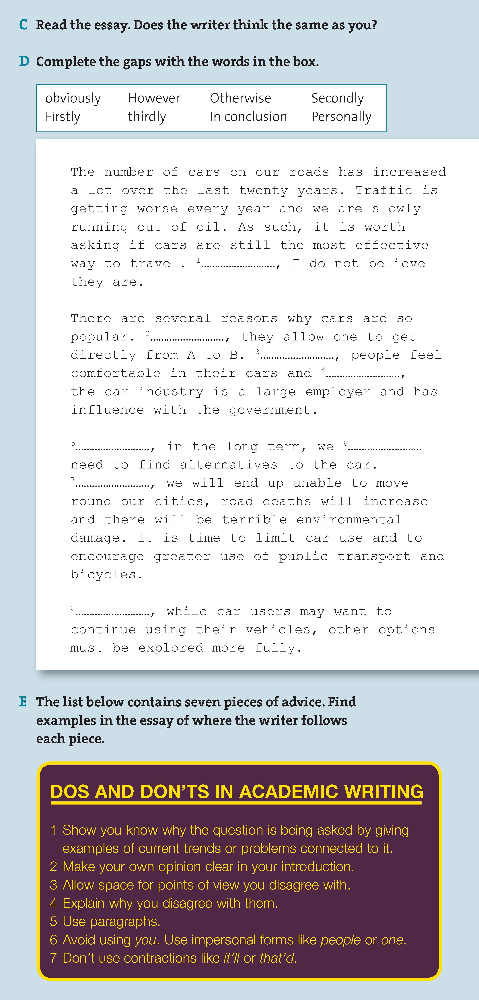 C Read the essay. Does the writer think the same as you?
D Complete the gaps with the words in the box.
obviously However Otherwise Secondly
Firstly thirdly In conclusion Personally
The number of cars on our roads has increased
a lot over the last twenty years. Traffic is
getting worse every year and we are slowly
running out of oil. As such, it is worth
asking if cars are still the most effective
way to travel. 1..........................., I do not believe
they are.
There are several reasons why cars are so
popular. 2..........................., they allow one to get
directly from A to B. 3..........................., people feel
comfortable in their cars and 4...........................,
the car industry is a large employer and has
influence with the government.
5..........................., in the long term, we 6...........................
need to find alternatives to the car.
7..........................., we will end up unable to move
round our cities, road deaths will increase
and there will be terrible environmental
damage. It is time to limit car use and to
encourage greater use of public transport and
bicycles.
8..........................., while car users may want to
continue using their vehicles, other options
must be explored more fully.
E The list below contains seven pieces of advice. Find
examples in the essay of where the writer follows
each piece.
DOS AND DON'TS IN ACADEMIC WRITING
1 Show you know why the question is being asked by giving
examples of current trends or problems connected to it.
2 Make your own opinion clear in your introduction.
3 Allow space for points of view you disagree with.
4 Explain why you disagree with them.
5 Use paragraphs.
6 Avoid using you. Use impersonal forms like people or one.
7 Don't use contractions like it'll or that'd.